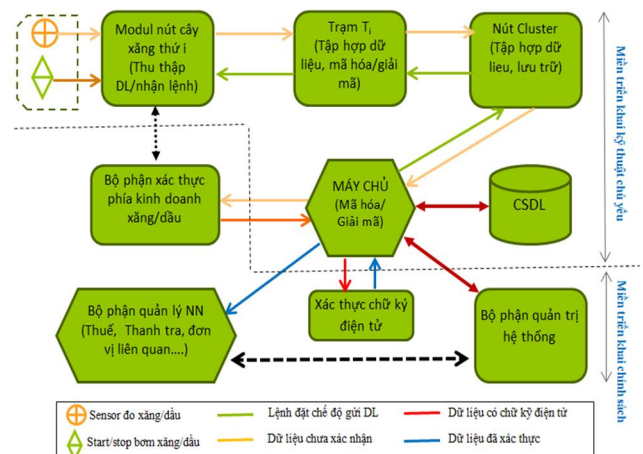 Modul nút cây
xăng thứ i
(Thu thập
DL/nhận lệnh)
Trạm Ti
(Tập hợp dữ
liệu, mã hóa/giải
mã)
Nút Cluster
(Tập hợp dữ
lieu, lưu trữ)
Miền triển khai kỹ thuật chủ yếu
Bộ phận xác thực
phía kinh doanh
xăng/dầu
MÁY CHỦ
(Mã hóa/
Giải mã)
CSDL
Bộ phận quản lý NN
(Thuế, Thanh tra, đơn
vị liên quan....)
Xác thực chữ ký
điện tử
Bộ phận quản trị
hệ thống
Miền triển khai chính sách
Sensor đo xăng/dầu
Lệnh đặt chế độ gửi DL
Dữ liệu có chữ kỹ điện tử
Start/stop bơm xăng/dầu
Dữ liệu chưa xác nhận
Dữ liệu đã xác thực